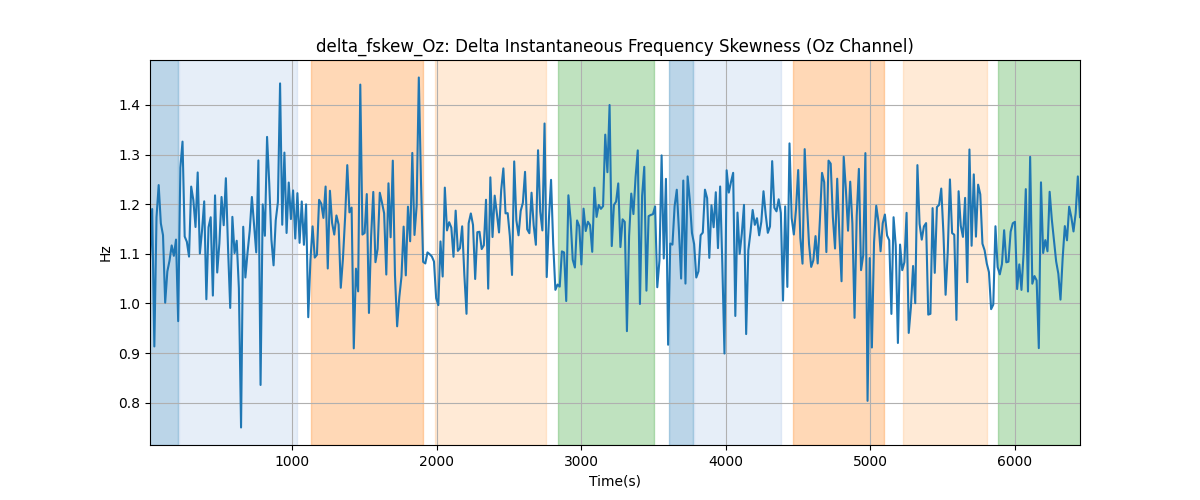 delta_fskew_Oz: Delta Instantaneous Frequency Skewness (Oz Channel)
1.4
1.3
1.2
1.1
1.0
0.9
0.8
Hz
1000 2000 3000 4000 5000 6000
Time(s)